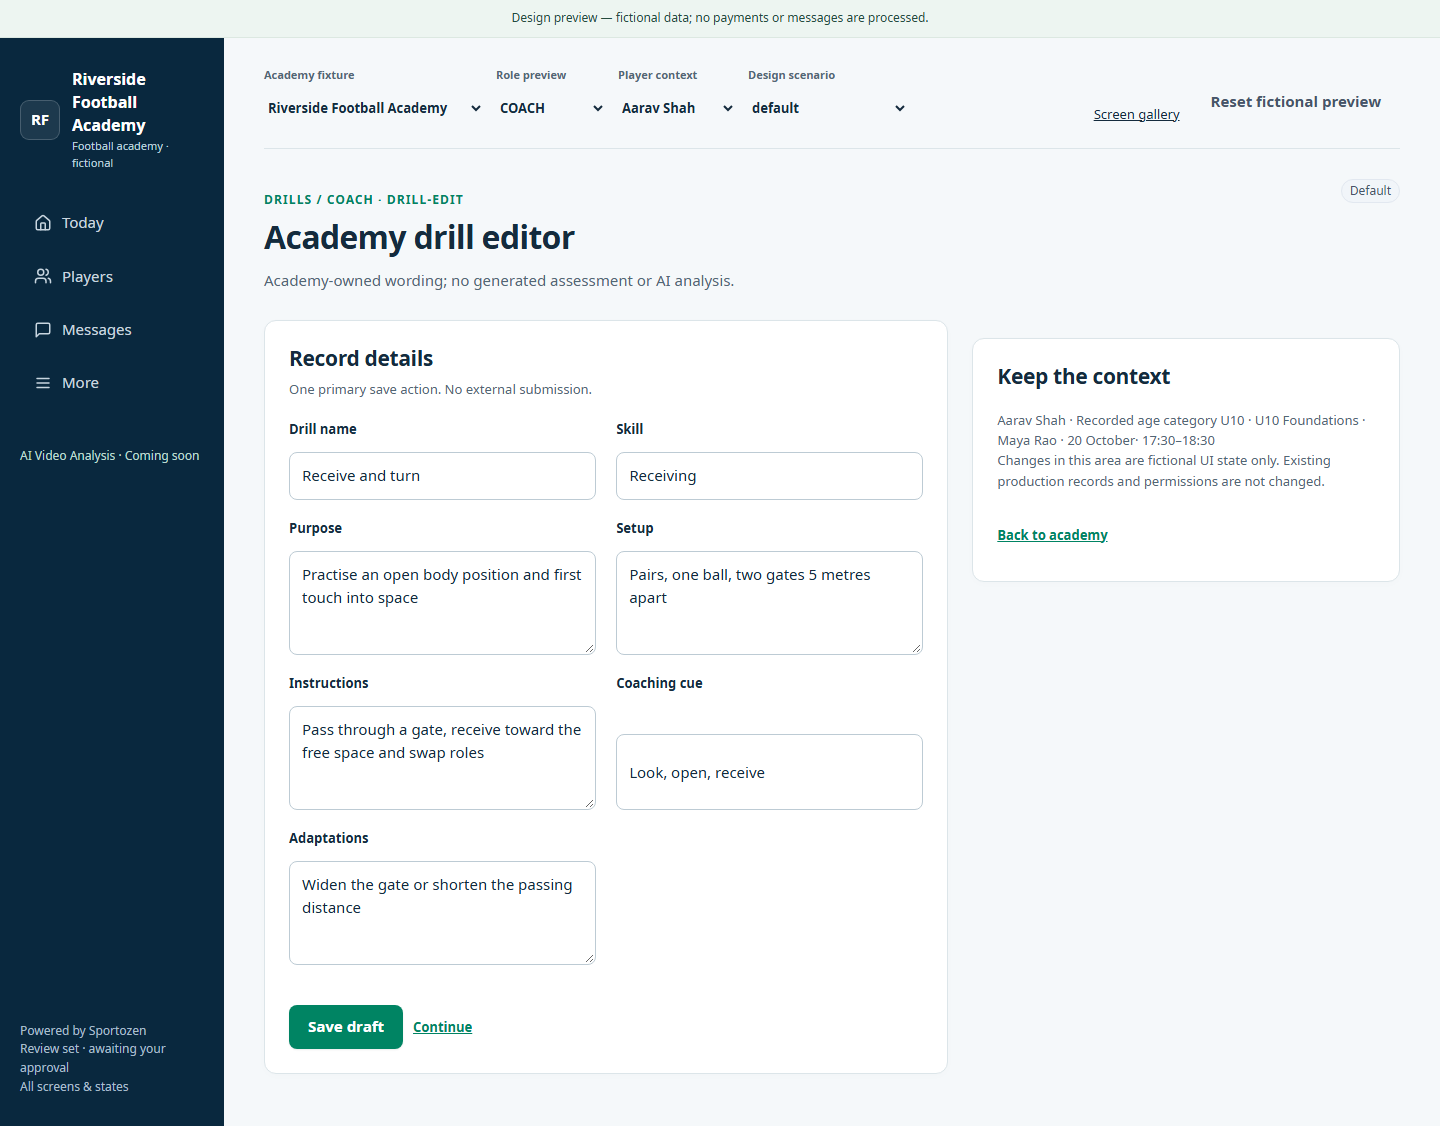 Design preview — fictional data; no payments or messages are processed.
RF
Riverside
Football
Academy
Football academy ·
fictional
Today
Players
Messages
More
AI Video Analysis · Coming soon
Powered by Sportozen
Review set · awaiting your
approval
All screens & states
Academy fixture
Riverside Football Academy
Role preview
COACH
Player context
Aarav Shah
Design scenario
default
Screen gallery
Reset fictional preview
DRILLS / COACH · DRILL-EDIT
Default
Academy drill editor
Academy-owned wording; no generated assessment or AI analysis.
Record details
One primary save action. No external submission.
Drill name
Receive and turn
Skill
Receiving
Purpose
Practise an open body position and first
touch into space
Setup
Pairs, one ball, two gates 5 metres
apart
Instructions
Pass through a gate, receive toward the
free space and swap roles
Coaching cue
Look, open, receive
Adaptations
Widen the gate or shorten the passing
distance
Save draft
Continue
Keep the context
Aarav Shah · Recorded age category U10 · U10 Foundations ·
Maya Rao · 20 October· 17:30–18:30
Changes in this area are fictional UI state only. Existing
production records and permissions are not changed.
Back to academy